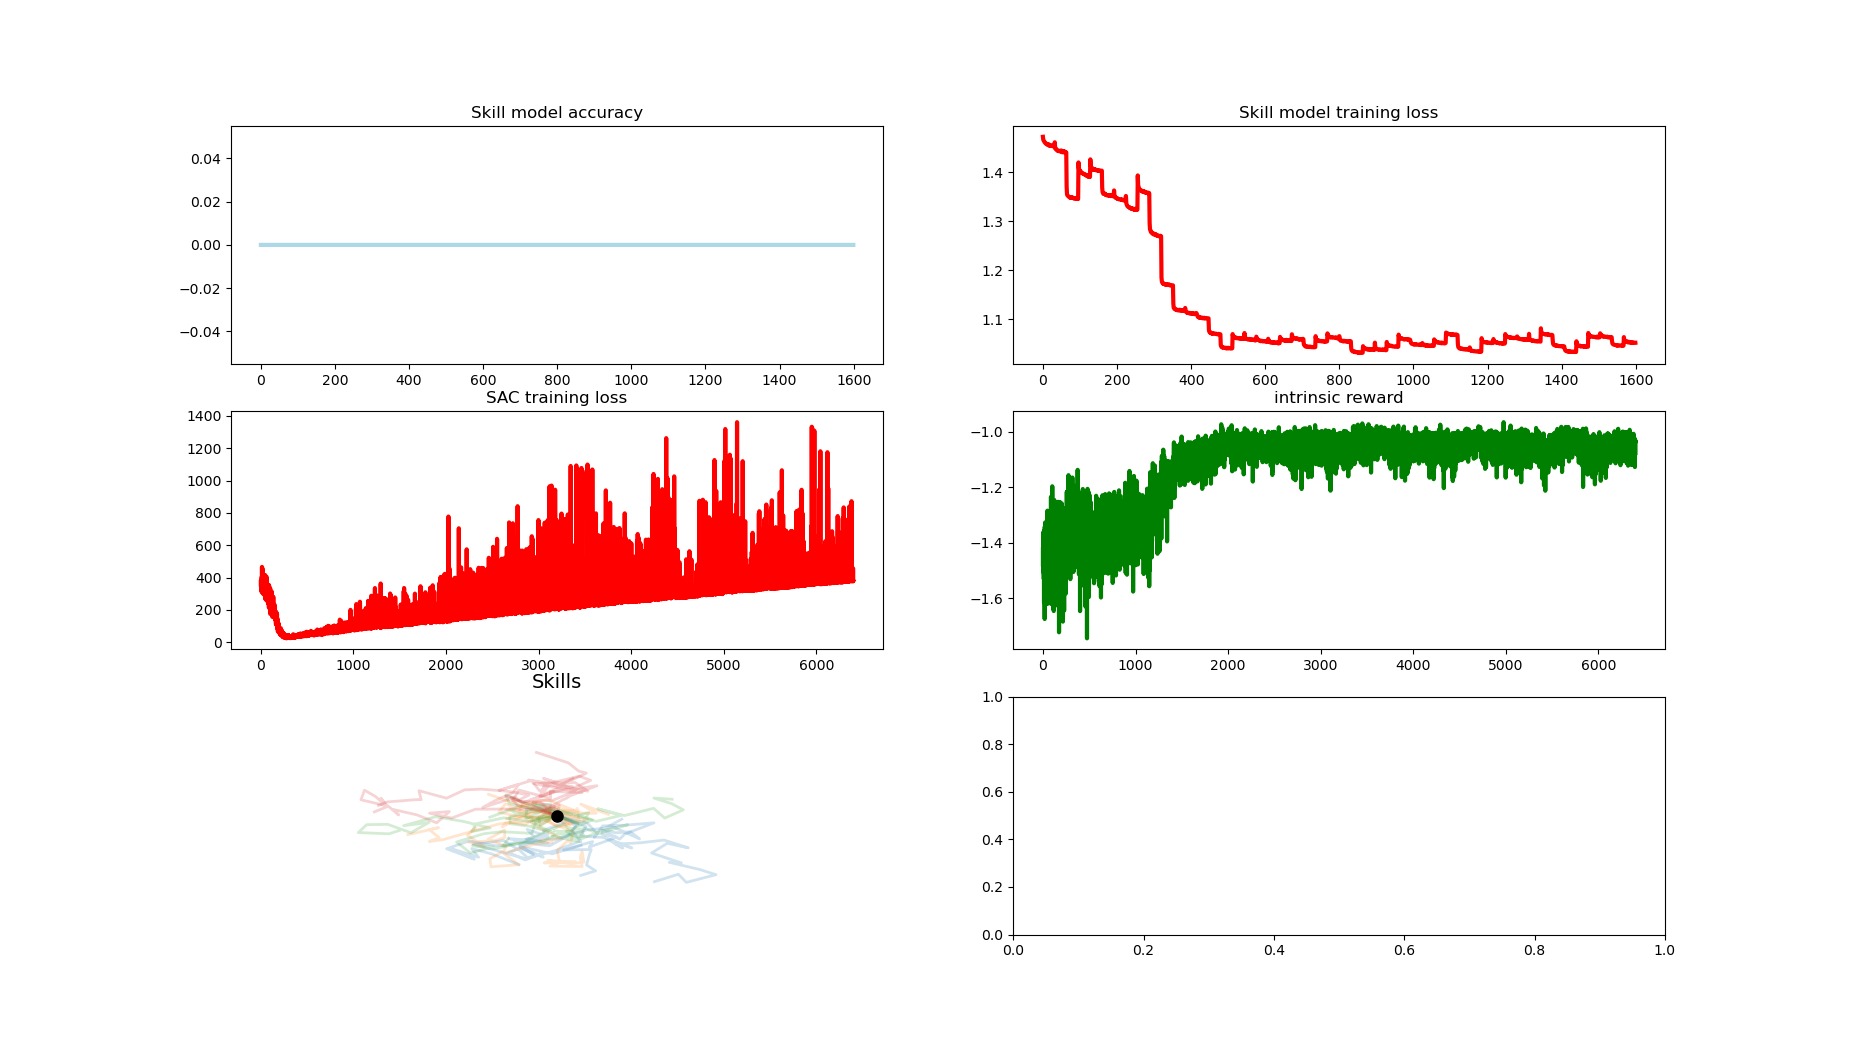 Skill model accuracy
0.04
0.02
0.00
−0.02
−0.04
0 200 400 600 800 1000 1200 1400 1600
Skill model training loss
1.4
1.3
1.2
1.1
0 200 400 600 800 1000 1200 1400 1600
SAC training loss
1400
1200
1000
800
600
400
200
0
0 1000 2000 3000 4000 5000 6000
intrinsic reward
−1.0
−1.2
−1.4
−1.6
0 1000 2000 3000 4000 5000 6000
Skills
1.0
0.8
0.6
0.4
0.2
0.0
0.0 0.2 0.4 0.6 0.8 1.0